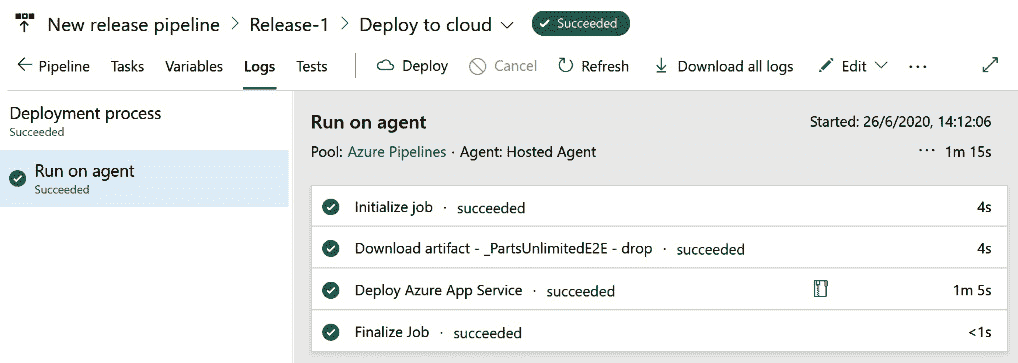 New release pipeline > Release-1 > Deploy to cloud Succeeded
Pipeline Tasks Variables Logs Tests Deploy Cancel Refresh Download all logs Edit ...
Deployment process
Succeeded
Run on agent
Succeeded
Run on agent Started: 26/6/2020, 14:12:06
Pool: Azure Pipelines · Agent: Hosted Agent ... 1m 15s
Initialize job · succeeded 4s
Download artifact - _PartsUnlimitedE2E - drop · succeeded 4s
Deploy Azure App Service · succeeded 1m 5s
Finalize Job · succeeded <1s